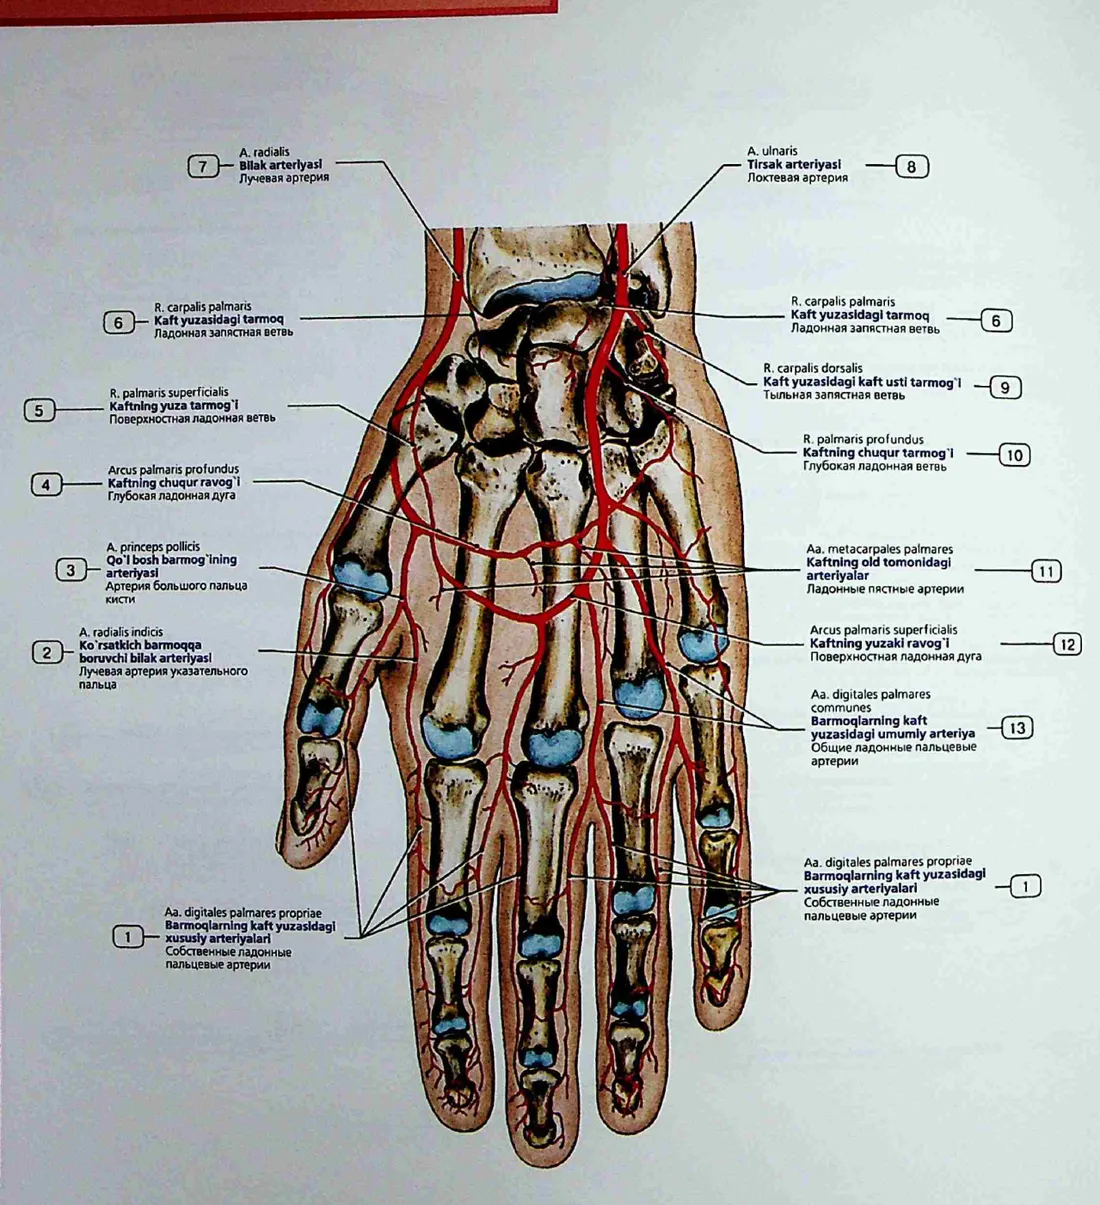 A. radialis
7
Bilak arteriyasi
Лучевая артерия
A. ulnaris
Tirsak arteriyasi
8
Локтевая артерия
R. carpalis palmaris
6
Kaft yuzasidagi tarmoq
Ладонная запястная ветвь
R. carpalis palmaris
Kaft yuzasidagi tarmoq
6
Ладонная запястная ветвь
R. carpalis dorsalis
Kaft yuzasidagi kaft usti tarmog`i
9
Тыльная запястная ветвь
R. palmaris superficialis
5
Kaftning yuza tarmog`i
Поверхностная ладонная ветвь
R. palmaris profundus
Kaftning chuqur tarmog`i
10
Глубокая ладонная ветвь
Arcus palmaris profundus
4
Kaftning chuqur ravog`i
Глубокая ладонная дуга
A. princeps pollicis
Qo`l bosh barmog`ining
3
arteriyasi
Артерия большого пальца
кисти
Aa. metacarpales palmares
Kaftning old tomonidagi
11
arteriyalar
Ладонные пястные артерии
A. radialis indicis
Ko`rsatkich barmoqqa
2
boruvchi bilak arteriyasi
Лучевая артерия указательного
пальца
Arcus palmaris superficialis
Kaftning yuzaki ravog`i
12
Поверхностная ладонная дуга
Aa. digitales palmares
communes
Barmoqlarning kaft
13
yuzasidagi umumiy arteriya
Общие ладонные пальцевые
артерии
Aa. digitales palmares propriae
Barmoqlarning kaft yuzasidagi
xususiy arteriyalari
1
Собственные ладонные
пальцевые артерии
Aa. digitales palmares propriae
Barmoqlarning kaft yuzasidagi
1
xususiy arteriyalari
Собственные ладонные
пальцевые артерии